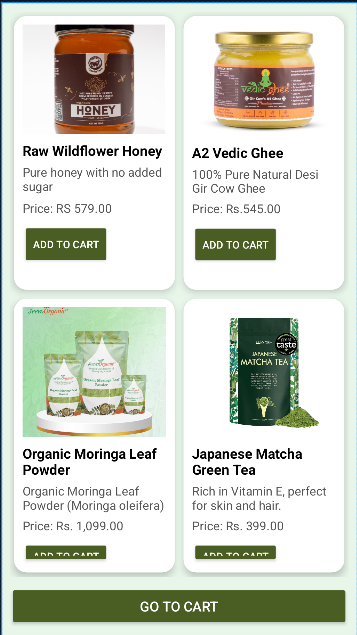 HONEY
Raw Wildflower Honey
Pure honey with no added
sugar
Price: RS 579.00
ADD TO CART
vedic ghee
A2 Vedic Ghee
100% Pure Natural Desi
Gir Cow Ghee
Price: Rs.545.00
ADD TO CART
Organic Moringa Leaf
Powder
Organic Moringa Leaf
Powder (Moringa oleifera)
Price: Rs. 1,099.00
ADD TO CART
taste
JAPANESE
MATCHA TEA
Japanese Matcha
Green Tea
Rich in Vitamin E, perfect
for skin and hair.
Price: Rs. 399.00
ADD TO CART
GO TO CART